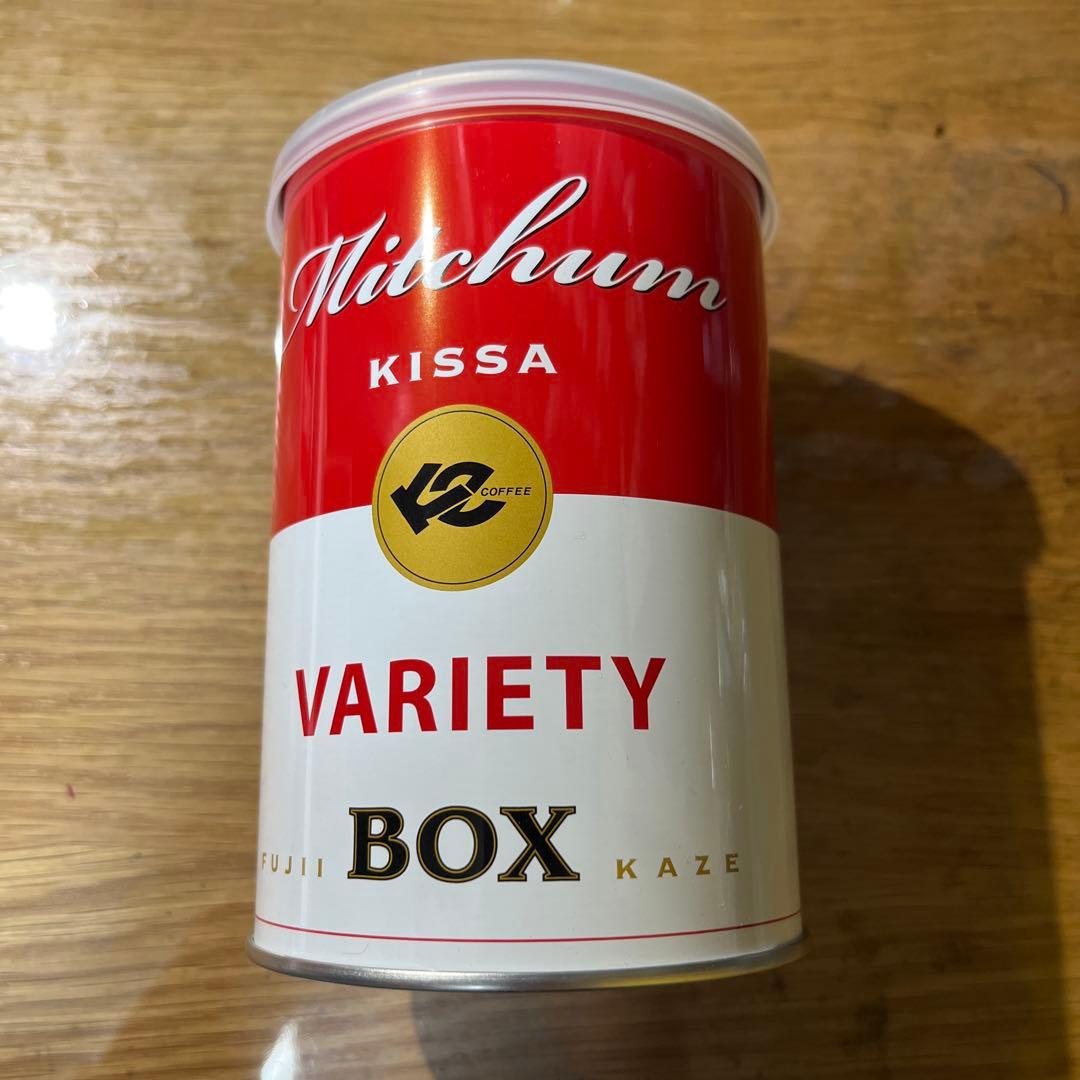 Mitchum
KISSA
COFFEE
VARIETY
FUJII BOX KAZE